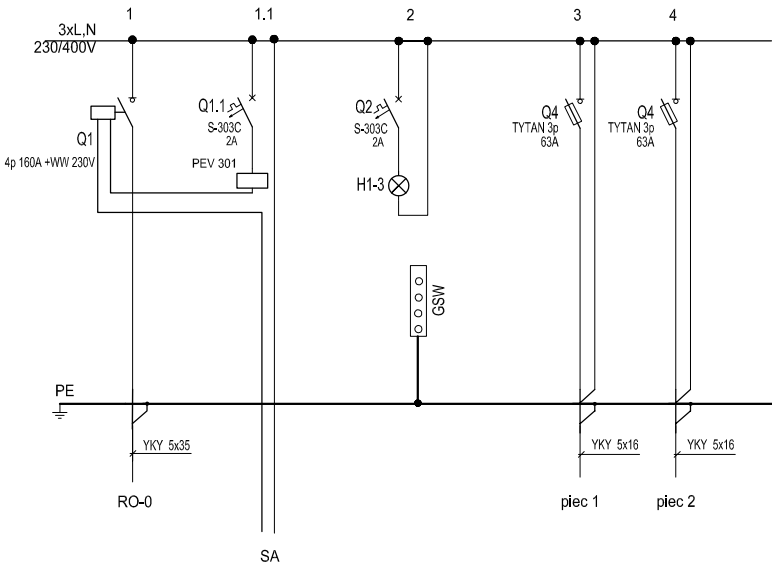 1
1.1
2
3
4
3xL,N
230/400V
Q1
4p 160A +WW 230V
Q1.1
S-303C
2A
PEV 301
Q2
S-303C
2A
H1-3
Q4
TYTAN 3p
63A
Q4
TYTAN 3p
63A
GSW
PE
YKY 5x35
YKY 5x16
YKY 5x16
RO-0
piec 1
piec 2
SA